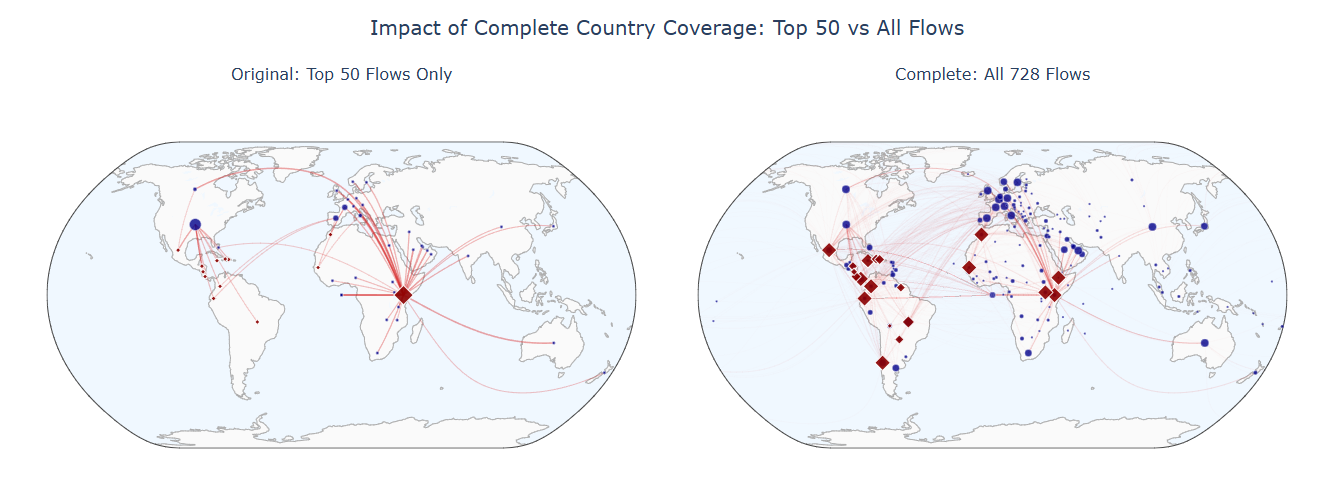 Impact of Complete Country Coverage: Top 50 vs All Flows
Original: Top 50 Flows Only
Complete: All 728 Flows